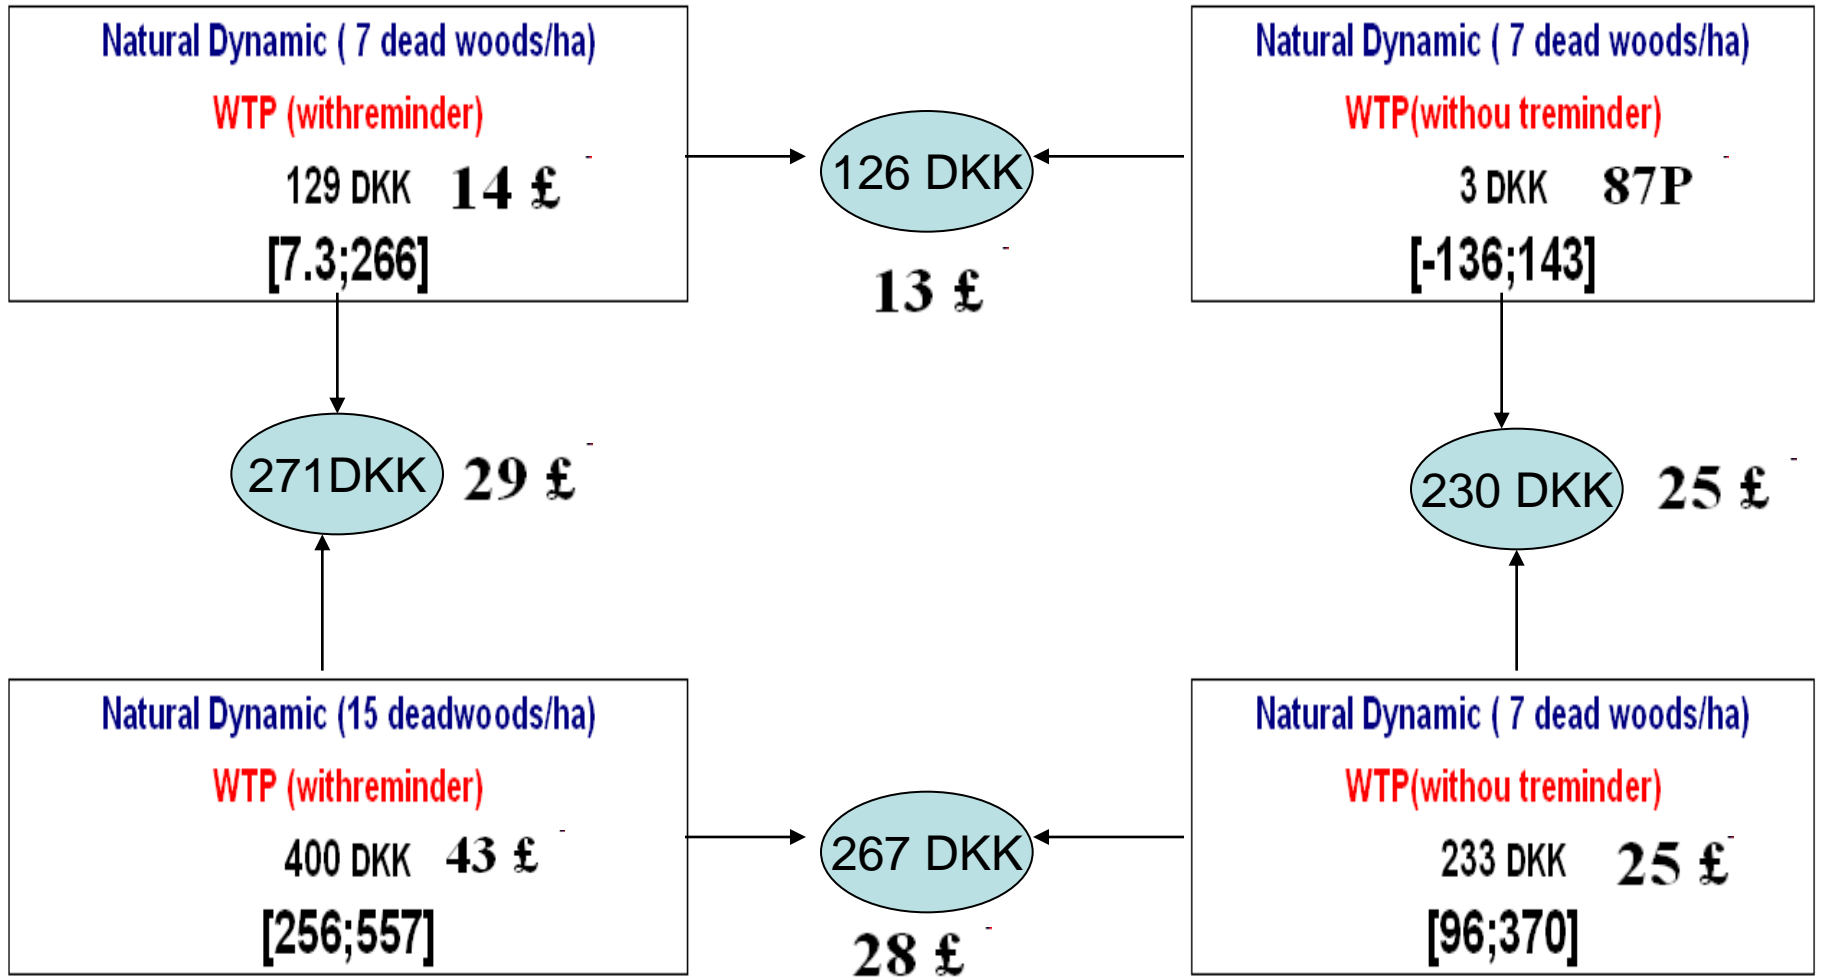 Natural Dynamic ( 7 dead woods/ha)
WTP (withreminder)
129 DKK 14 £
[7.3;266]
126 DKK
13 £
Natural Dynamic ( 7 dead woods/ha)
WTP(withou treminder)
3 DKK 87P
[-136;143]
271DKK 29 £
230 DKK 25 £
Natural Dynamic (15 deadwoods/ha)
WTP (withreminder)
400 DKK 43 £
[256;557]
267 DKK
28 £
Natural Dynamic ( 7 dead woods/ha)
WTP(withou treminder)
233 DKK 25 £
[96;370]